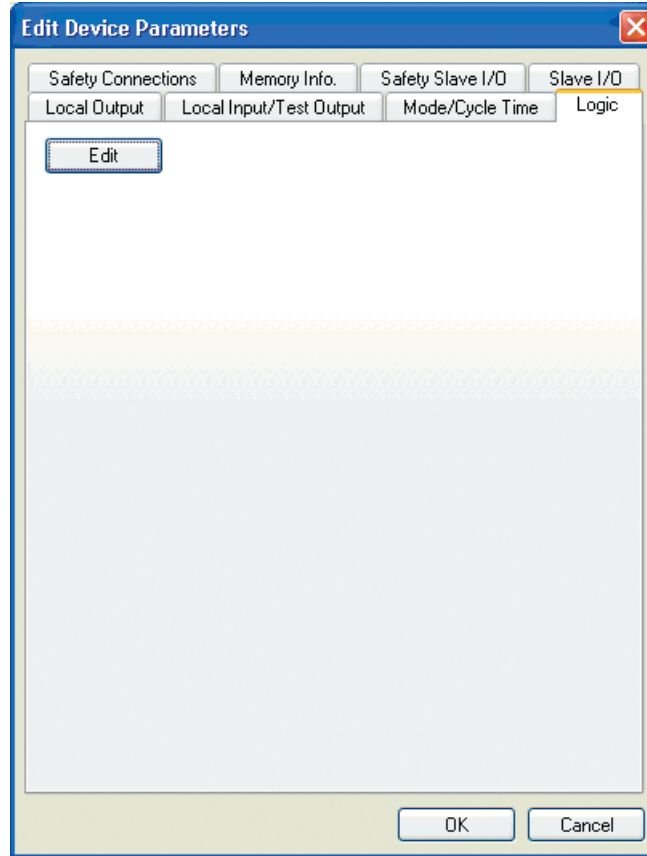 Edit Device Parameters
Safety Connections Memory Info. Safety Slave I/O Slave I/O
Local Output Local Input/Test Output Mode/Cycle Time Logic
Edit
OK Cancel